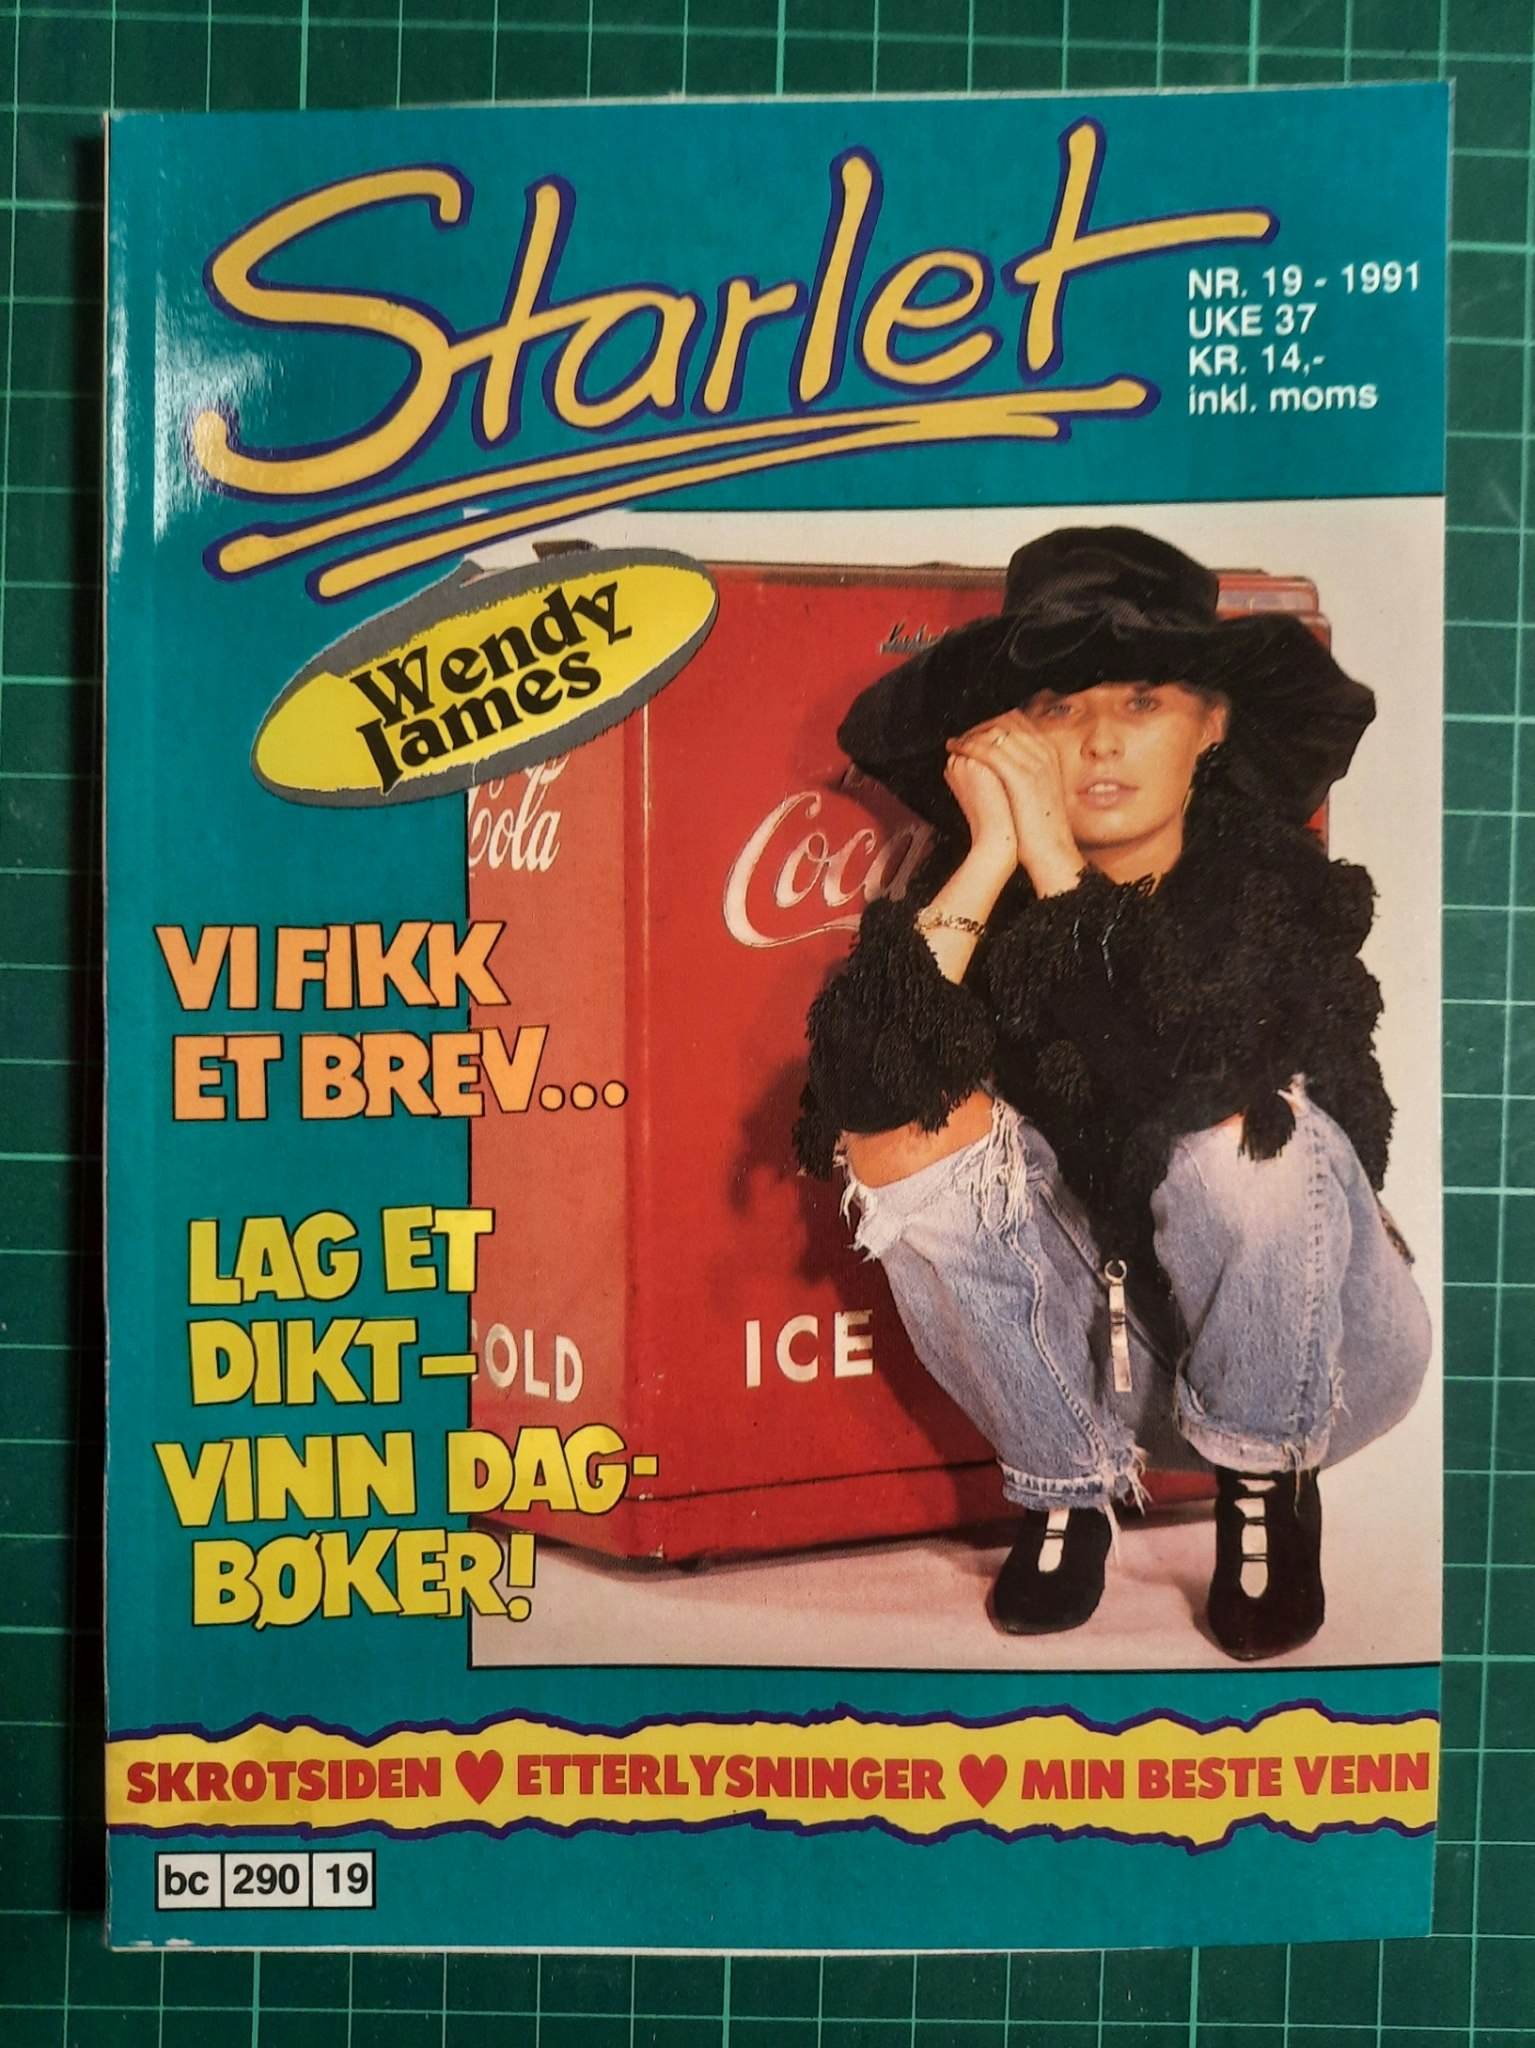 Starlet
NR. 19 - 1991
UKE 37
KR. 14,-
inkl. moms
Wendy
James
Cola
Coca
VI FIKK
ET BREV...
LAG ET
DIKT–
VINN DAG-
BØKER!
OLD
ICE
SKROTSIDEN ♥ ETTERLYSNINGER ♥ MIN BESTE VENN
bc 290 19